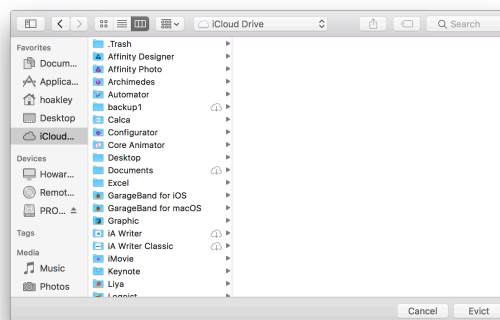 iCloud Drive
Search
Favorites
Docum...
Applica...
hoakley
Desktop
iCloud...
Devices
Howar...
Remot...
PRO...
Tags
Media
Music
Photos
.Trash
Affinity Designer
Affinity Photo
Archimedes
Automator
backup1
Calca
Configurator
Core Animator
Desktop
Documents
Excel
GarageBand for iOS
GarageBand for macOS
Graphic
iA Writer
iA Writer Classic
iMovie
Keynote
Liya
Logoist
Cancel
Evict